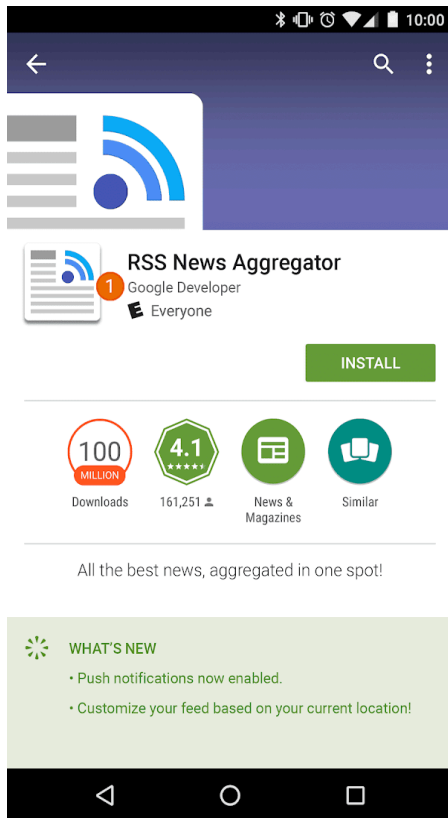 10:00
RSS News Aggregator
1
Google Developer
E Everyone
INSTALL
100
MILLION
Downloads
4.1
161,251
News &
Magazines
Similar
All the best news, aggregated in one spot!
WHAT'S NEW
• Push notifications now enabled.
• Customize your feed based on your current location!